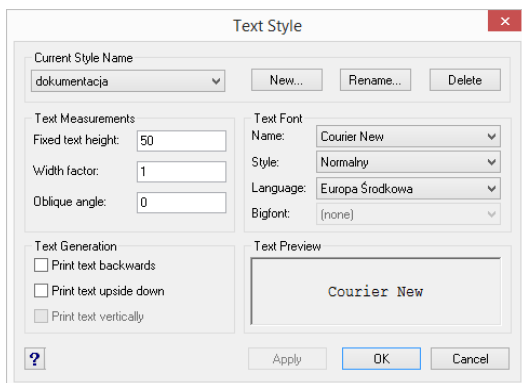 Text Style
Current Style Name
dokumentacja
New...
Rename...
Delete
Text Measurements
Fixed text height: 50
Width factor: 1
Oblique angle: 0
Text Font
Name: Courier New
Style: Normalny
Language: Europa Środkowa
Bigfont: (none)
Text Generation
Print text backwards
Print text upside down
Print text vertically
Text Preview
Courier New
?
Apply
OK
Cancel